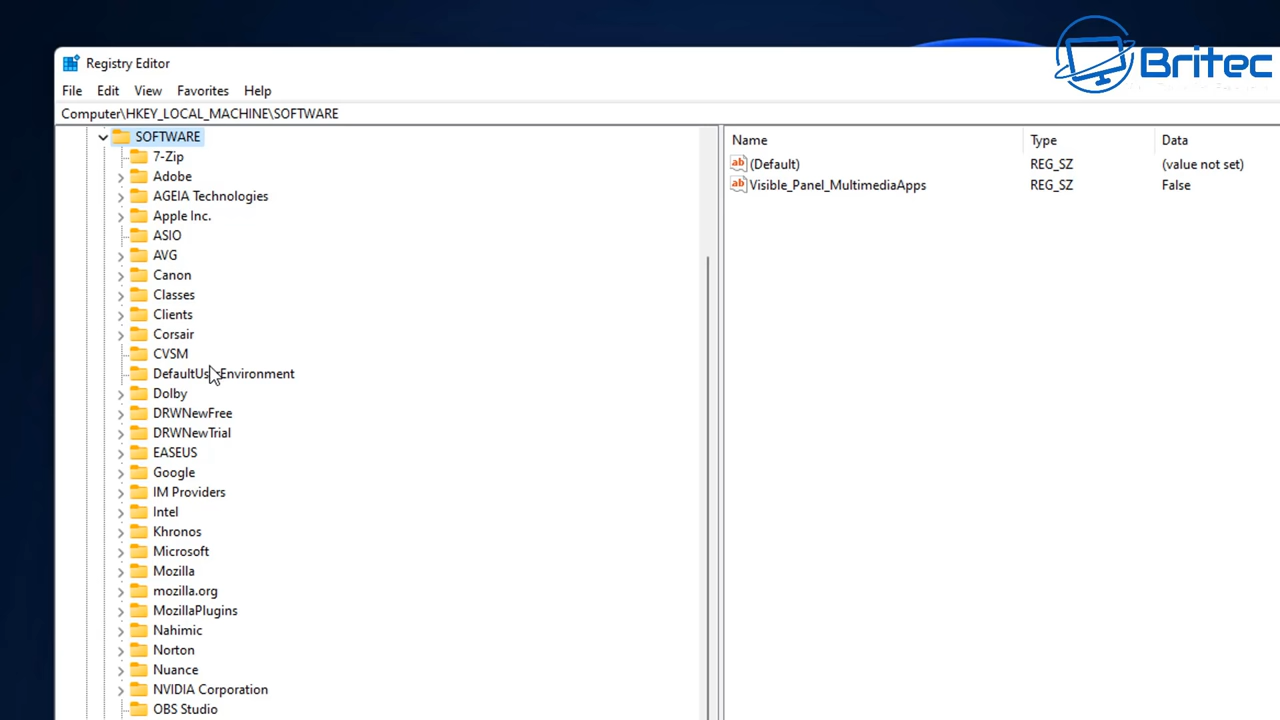 Britec
Registry Editor
File Edit View Favorites Help
Computer\HKEY_LOCAL_MACHINE\SOFTWARE
SOFTWARE
7-Zip
Adobe
AGEIA Technologies
Apple Inc.
ASIO
AVG
Canon
Classes
Clients
Corsair
CVSM
DefaultUserEnvironment
Dolby
DRWNewFree
DRWNewTrial
EASEUS
Google
IM Providers
Intel
Khronos
Microsoft
Mozilla
mozilla.org
MozillaPlugins
Nahimic
Norton
Nuance
NVIDIA Corporation
OBS Studio
Name Type Data
(Default) REG_SZ (value not set)
Visible_Panel_MultimediaApps REG_SZ False